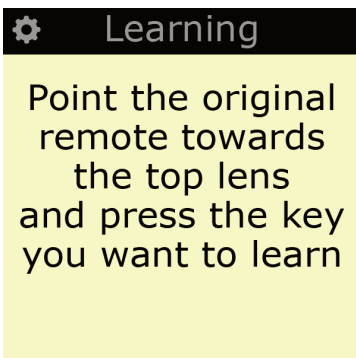 Learning
Point the original
remote towards
the top lens
and press the key
you want to learn